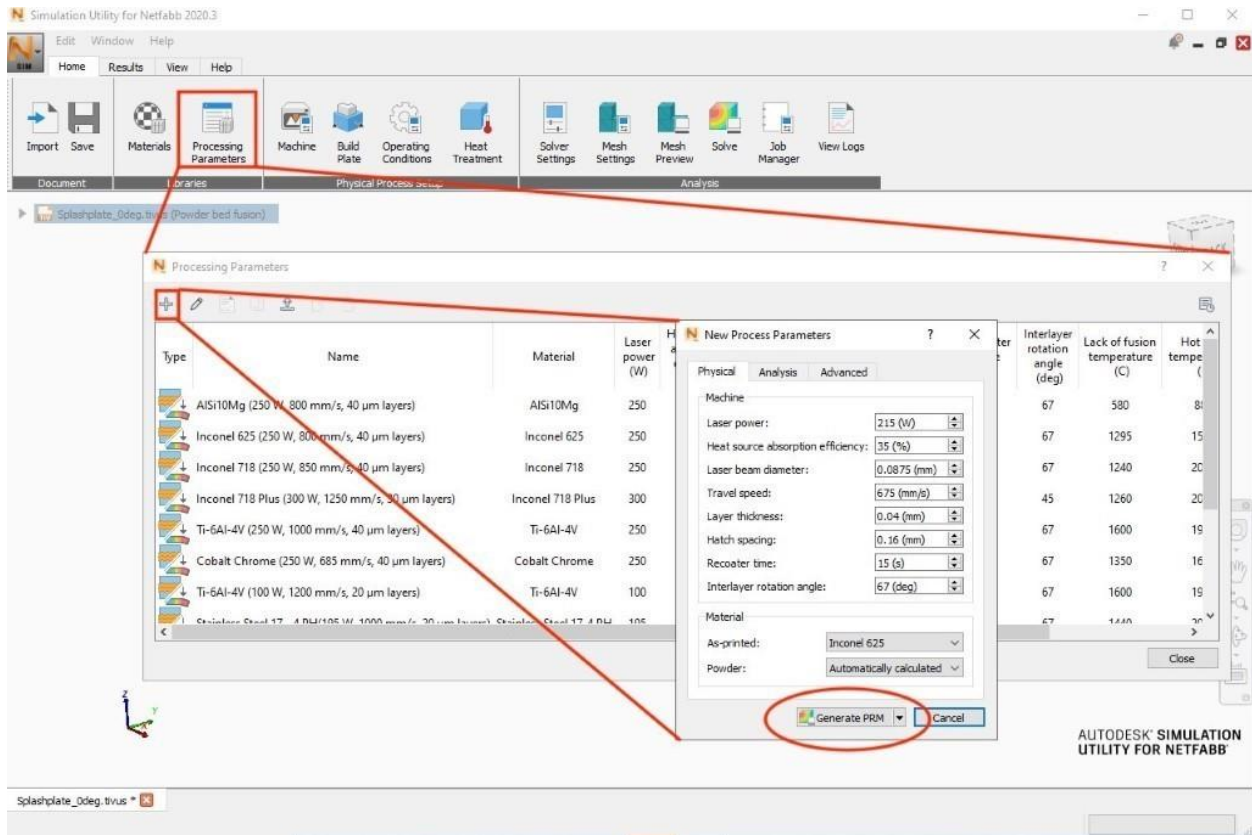 Simulation Utility for Netfabb 2020.3
Edit Window Help
SIM Home Results View Help
Import Save Materials Processing Parameters Machine Build Plate Operating Conditions Heat Treatment Solver Settings Mesh Settings Mesh Preview Solve Job Manager View Logs
Document Libraries Physical Process Setup Analysis
Splashplate_0deg.tivus (Powder bed fusion)
Processing Parameters ?
Type Name Material Laser power (W) Interlayer rotation angle (deg) Lack of fusion temperature (C) Hot
AlSi10Mg (250 W, 800 mm/s, 40 µm layers) AlSi10Mg 250 67 580
Inconel 625 (250 W, 800 mm/s, 40 µm layers) Inconel 625 250 67 1295
Inconel 718 (250 W, 850 mm/s, 40 µm layers) Inconel 718 250 67 1240
Inconel 718 Plus (300 W, 1250 mm/s, 30 µm layers) Inconel 718 Plus 300 45 1260
Ti-6Al-4V (250 W, 1000 mm/s, 40 µm layers) Ti-6Al-4V 250 67 1600
Cobalt Chrome (250 W, 685 mm/s, 40 µm layers) Cobalt Chrome 250 67 1350
Ti-6Al-4V (100 W, 1200 mm/s, 20 µm layers) Ti-6Al-4V 100 67 1600
Close
New Process Parameters ?
Physical Analysis Advanced
Machine
Laser power: 215 (W)
Heat source absorption efficiency: 35 (%)
Laser beam diameter: 0.0875 (mm)
Travel speed: 675 (mm/s)
Layer thickness: 0.04 (mm)
Hatch spacing: 0.16 (mm)
Recoater time: 15 (s)
Interlayer rotation angle: 67 (deg)
Material
As-printed: Inconel 625
Powder: Automatically calculated
Generate PRM Cancel
z
y
x
AUTODESK® SIMULATION
UTILITY FOR NETFABB®
Splashplate_0deg.tivus *